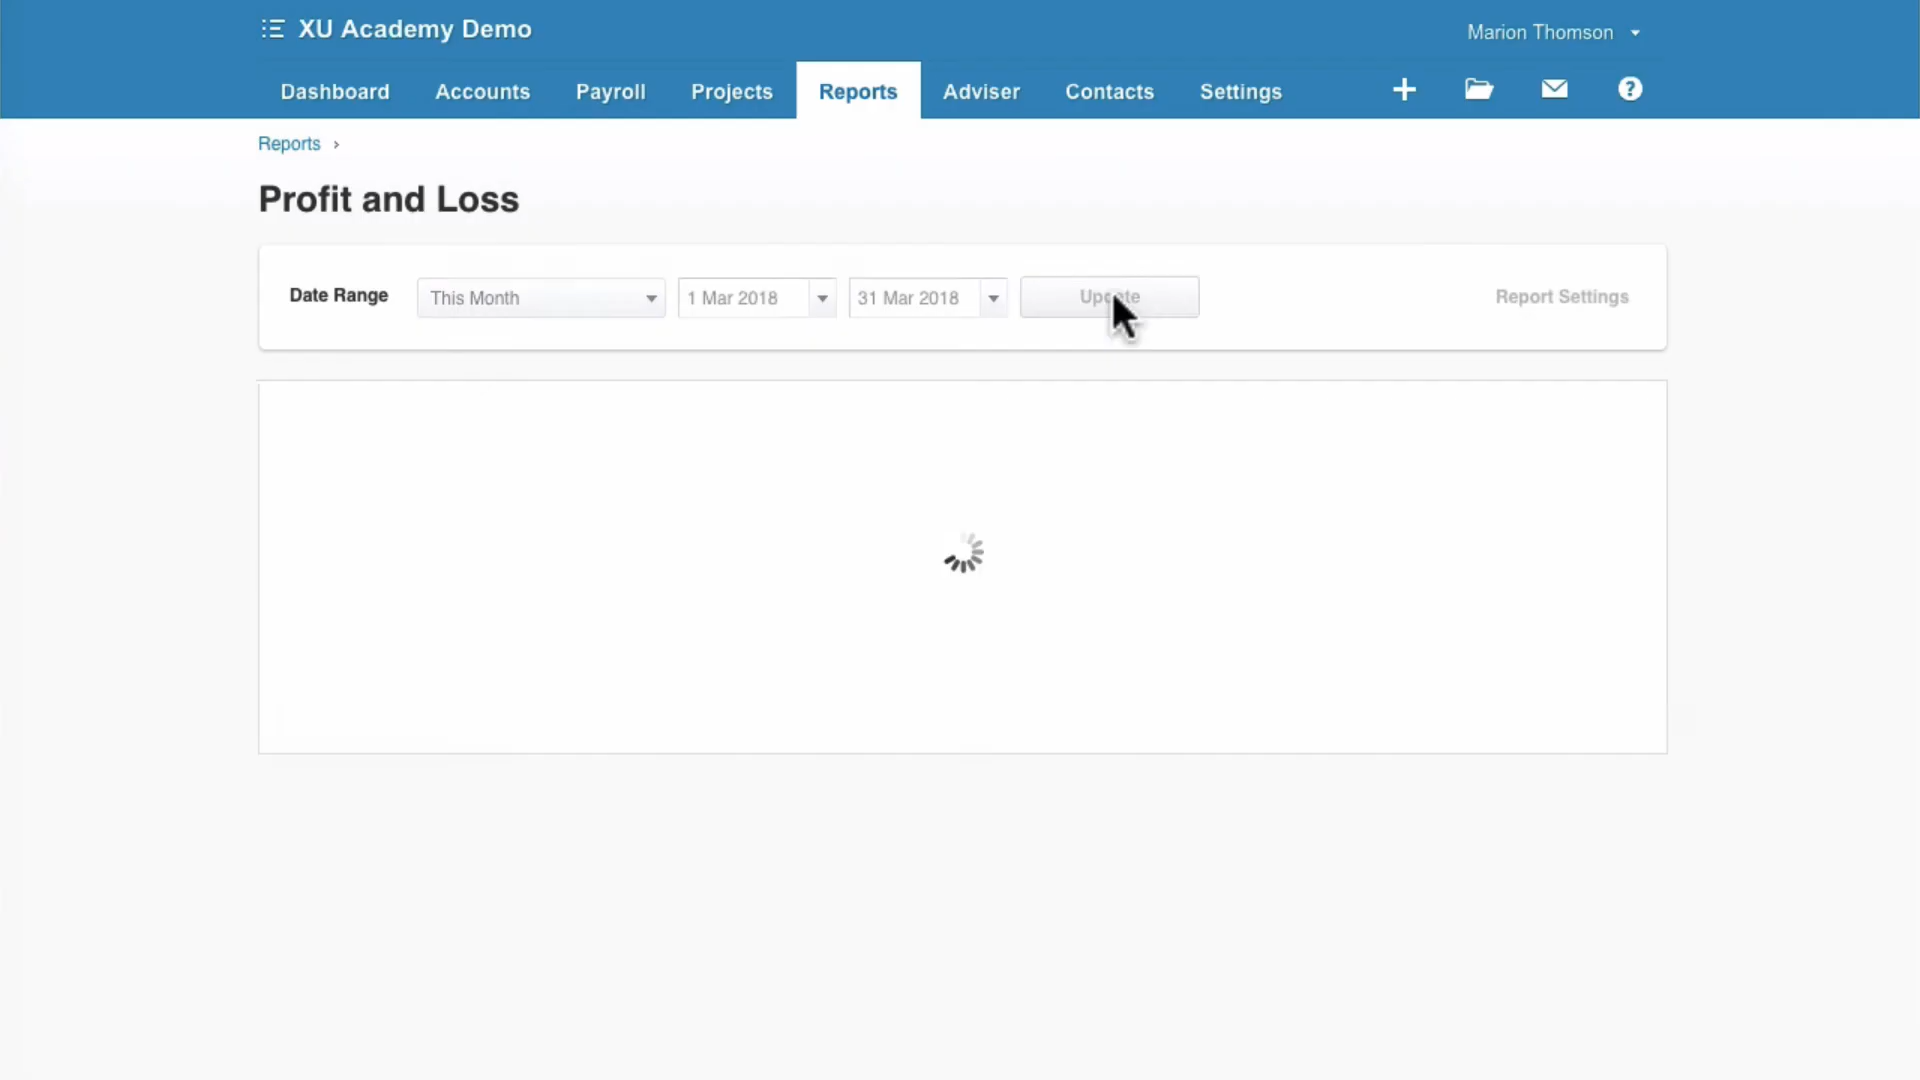 XU Academy Demo
Marion Thomson
Dashboard Accounts Payroll Projects Reports Adviser Contacts Settings
Reports ›
Profit and Loss
Date Range This Month 1 Mar 2018 31 Mar 2018 Update Report Settings